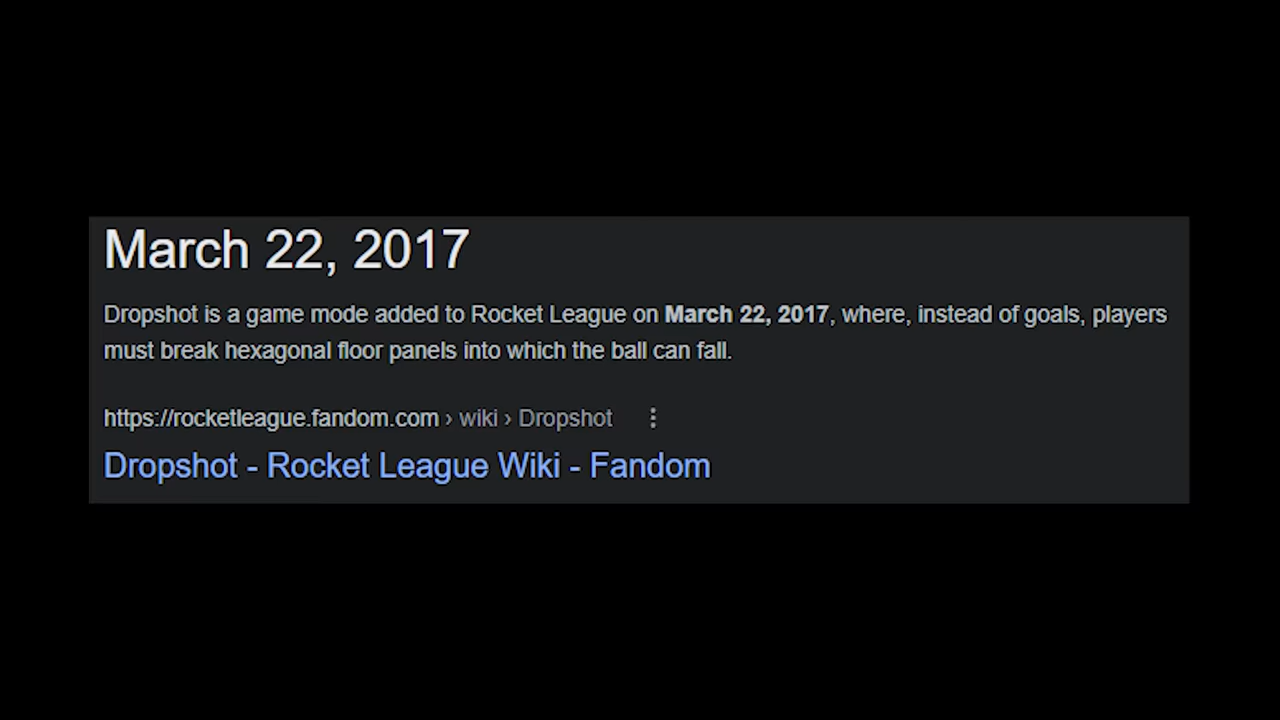 March 22, 2017
Dropshot is a game mode added to Rocket League on March 22, 2017, where, instead of goals, players
must break hexagonal floor panels into which the ball can fall.
https://rocketleague.fandom.com › wiki › Dropshot
Dropshot - Rocket League Wiki - Fandom